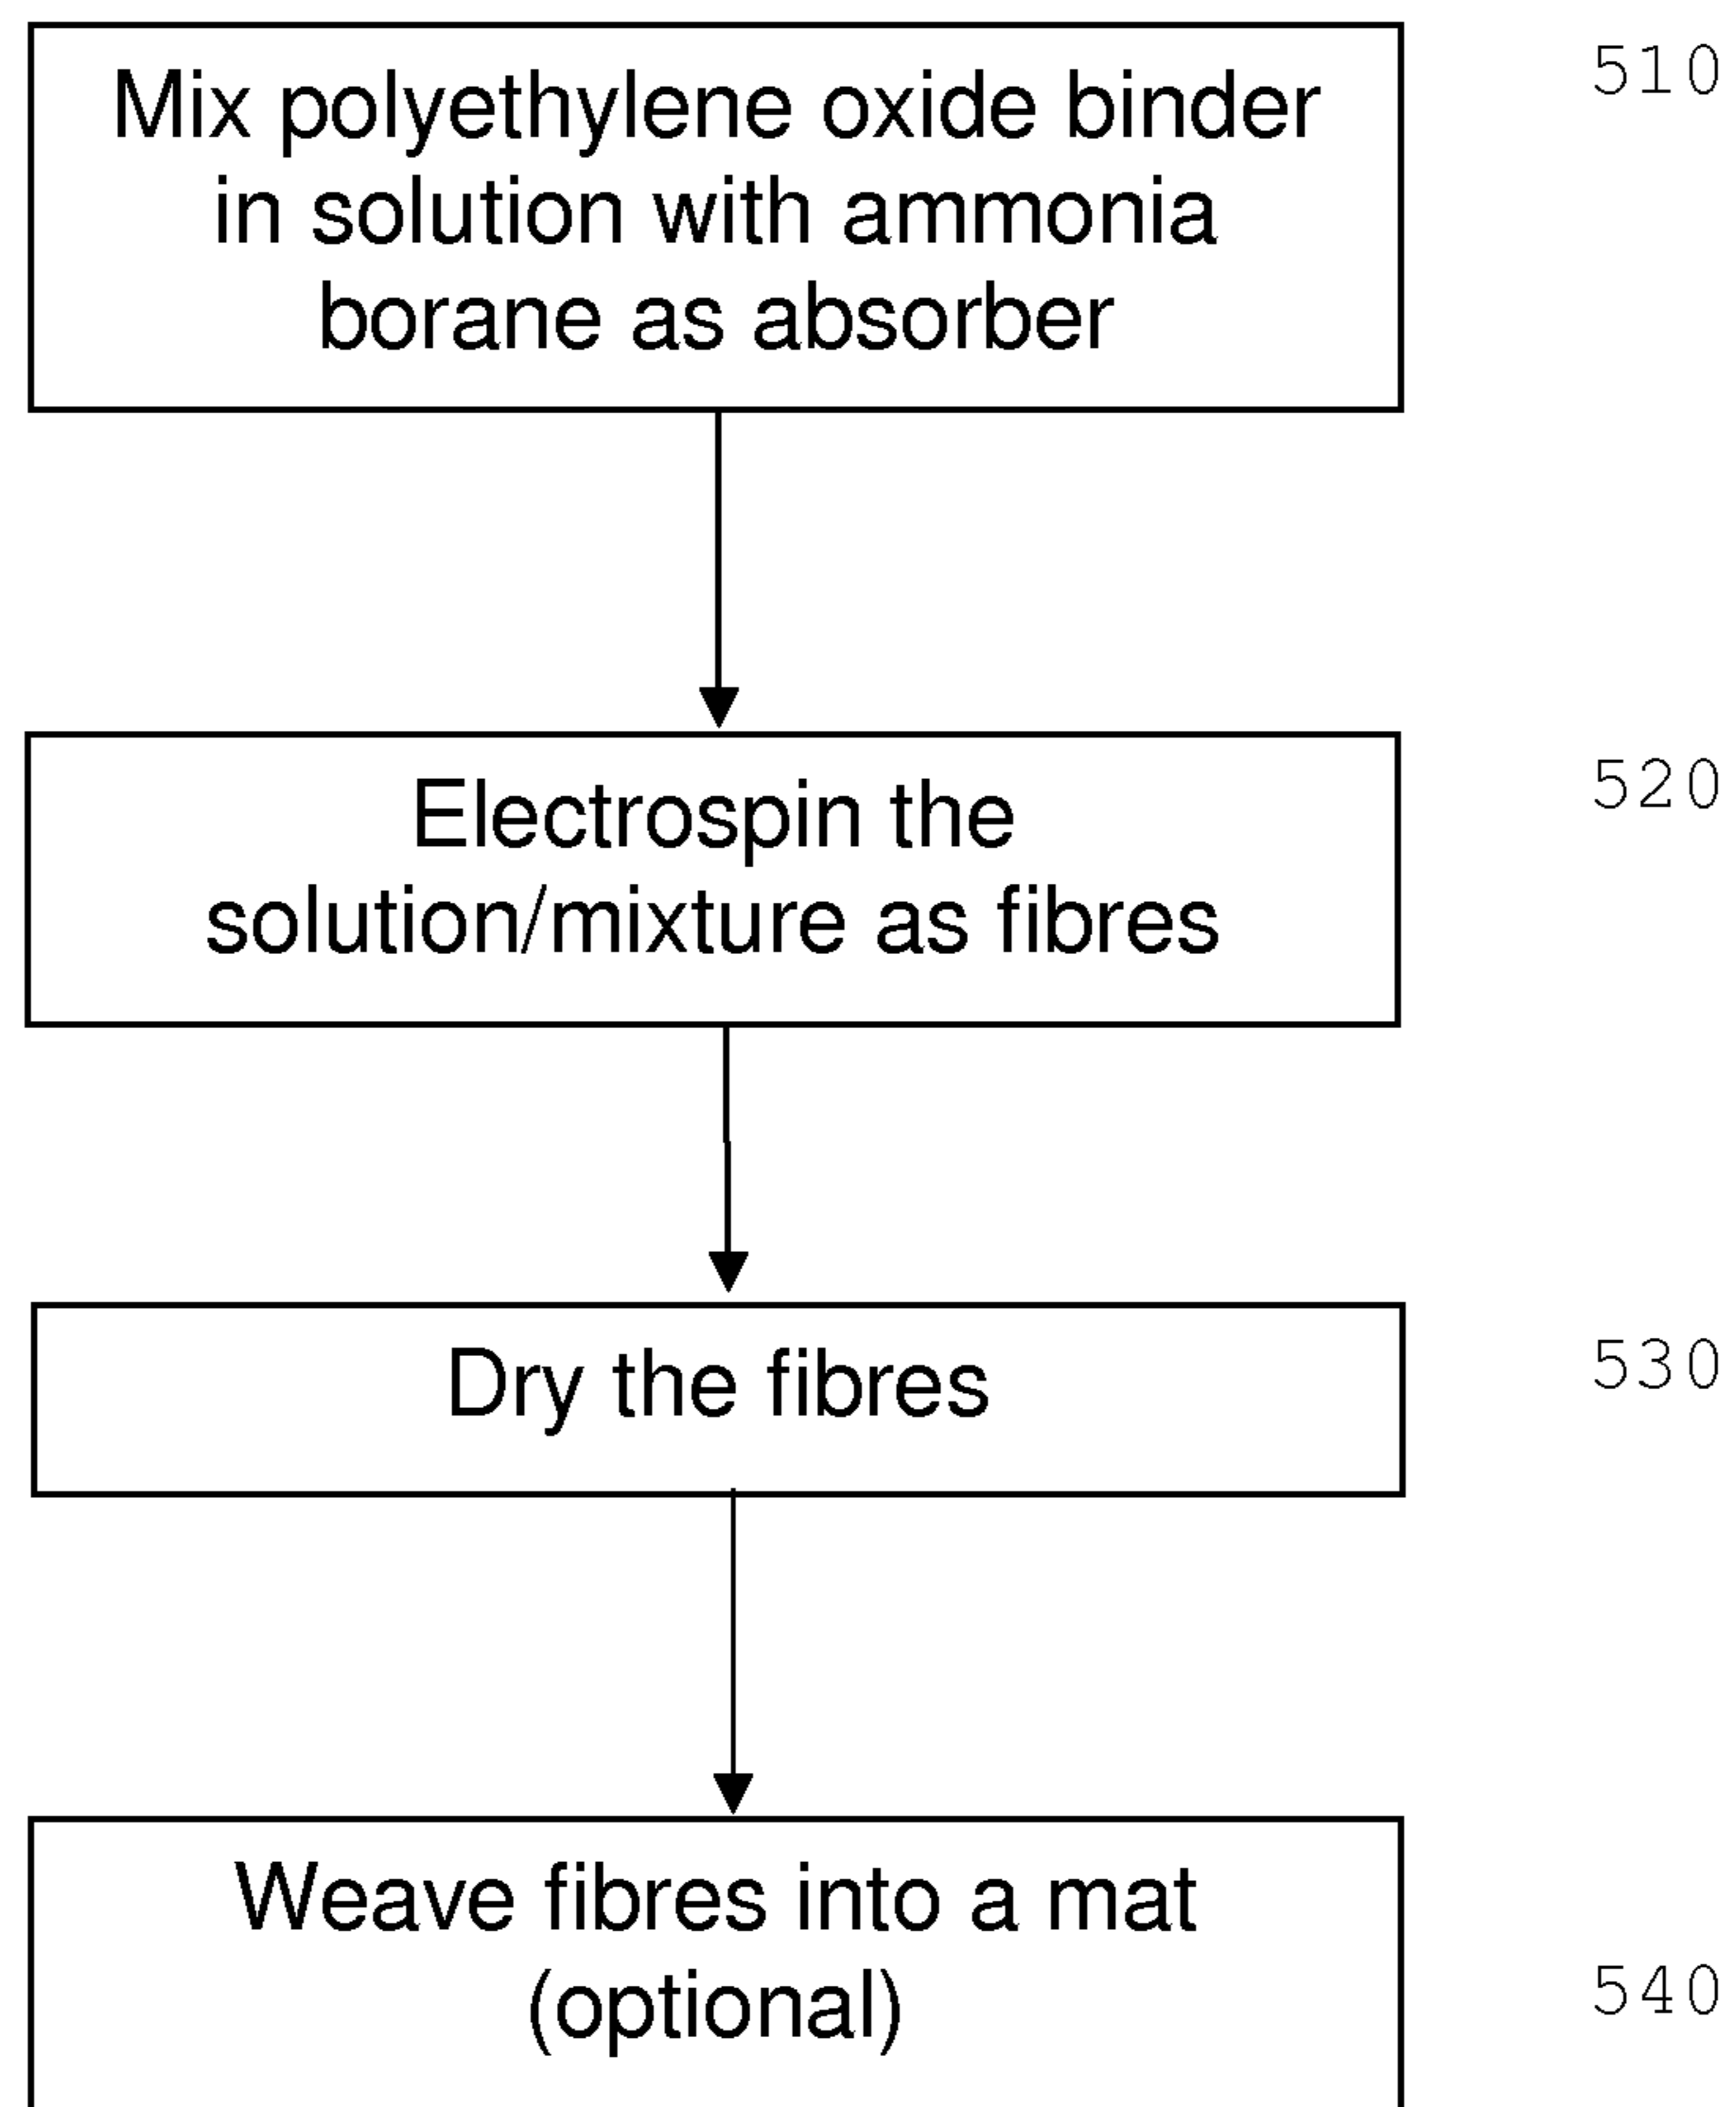 Mix polyethylene oxide binder
in solution with ammonia
borane as absorber
510
Electrospin the
solution/mixture as fibres
520
Dry the fibres
530
Weave fibres into a mat
(optional)
540